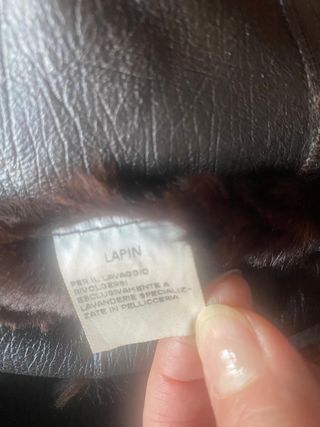 LAPIN
PER IL LAVAGGIO
RIVOLGERSI
ESCLUSIVAMENTE A
LAVANDERIE SPECIALIZ-
ZATE IN PELLICCERIA